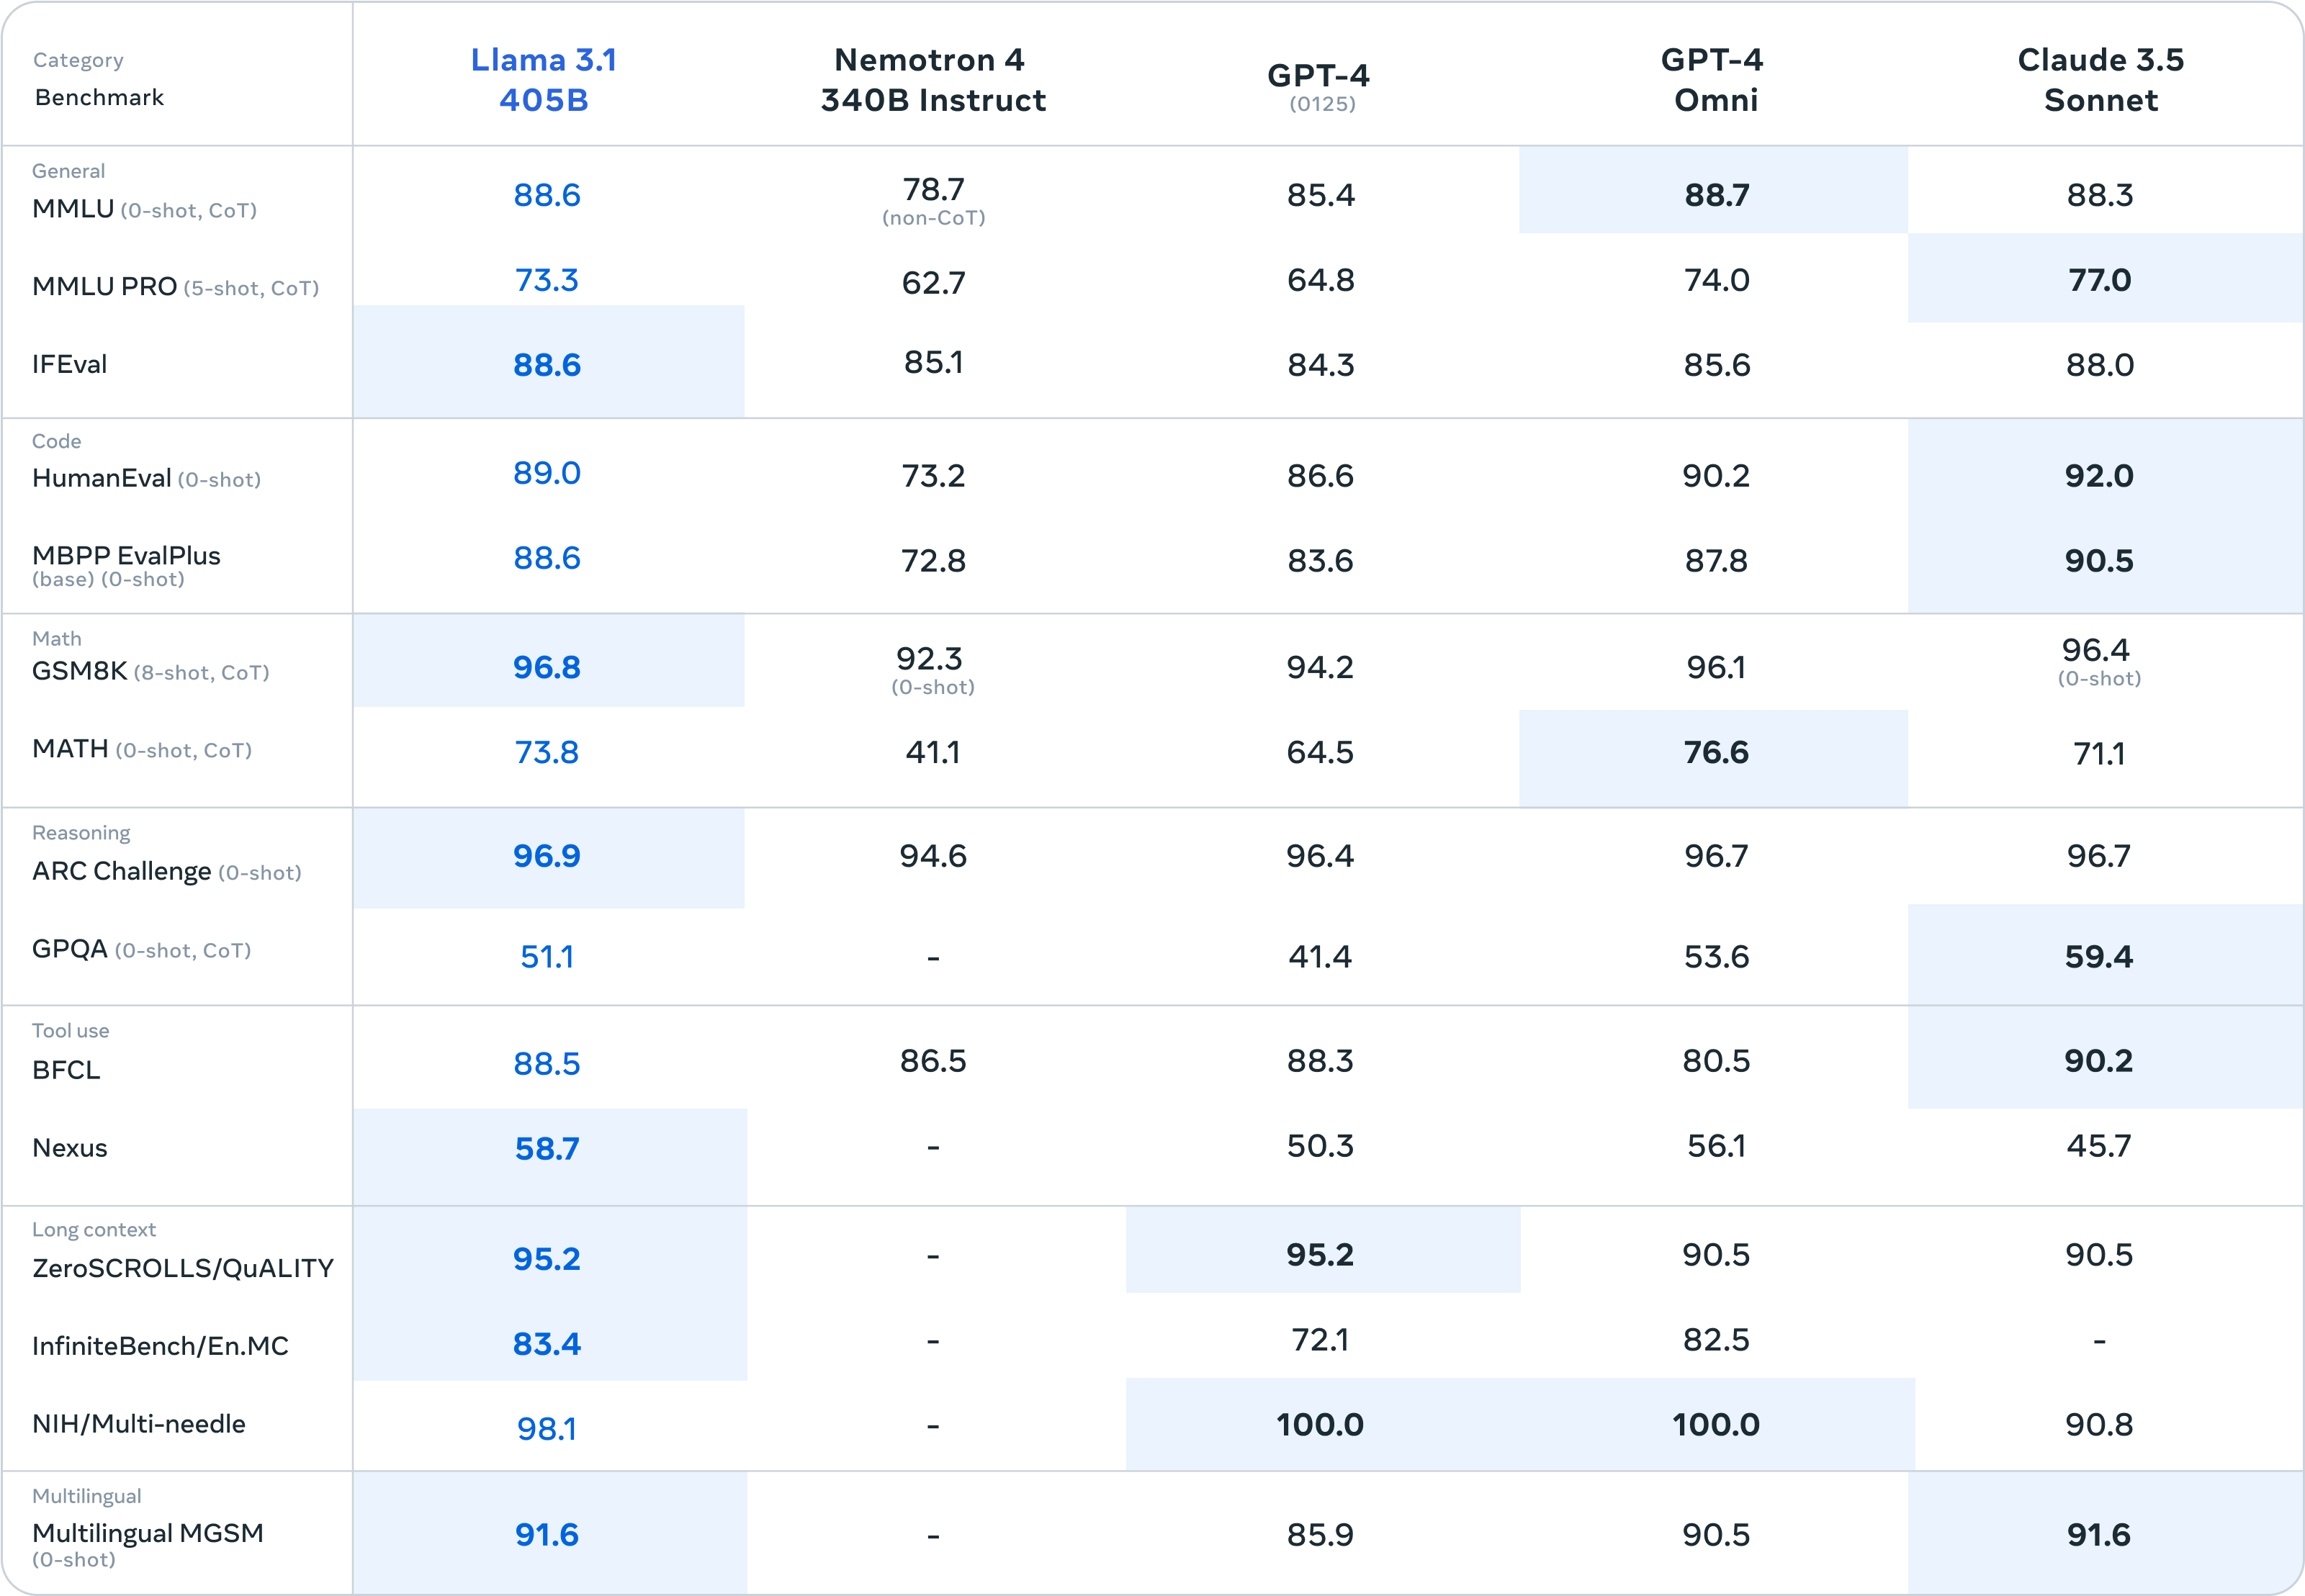 Category
Benchmark
Llama 3.1
405B
Nemotron 4
340B Instruct
GPT-4
(0125)
GPT-4
Omni
Claude 3.5
Sonnet
General
MMLU (0-shot, CoT) 88.6 78.7 (non-CoT) 85.4 88.7 88.3
MMLU PRO (5-shot, CoT) 73.3 62.7 64.8 74.0 77.0
IFEval 88.6 85.1 84.3 85.6 88.0
Code
HumanEval (0-shot) 89.0 73.2 86.6 90.2 92.0
MBPP EvalPlus 88.6 72.8 83.6 87.8 90.5
(base) (0-shot)
Math
GSM8K (8-shot, CoT) 96.8 92.3 (0-shot) 94.2 96.1 96.4 (0-shot)
MATH (0-shot, CoT) 73.8 41.1 64.5 76.6 71.1
Reasoning
ARC Challenge (0-shot) 96.9 94.6 96.4 96.7 96.7
GPQA (0-shot, CoT) 51.1 - 41.4 53.6 59.4
Tool use
BFCL 88.5 86.5 88.3 80.5 90.2
Nexus 58.7 - 50.3 56.1 45.7
Long context
ZeroSCROLLS/QuALITY 95.2 - 95.2 90.5 90.5
InfiniteBench/En.MC 83.4 - 72.1 82.5 -
NIH/Multi-needle 98.1 - 100.0 100.0 90.8
Multilingual
Multilingual MGSM 91.6 - 85.9 90.5 91.6
(0-shot)